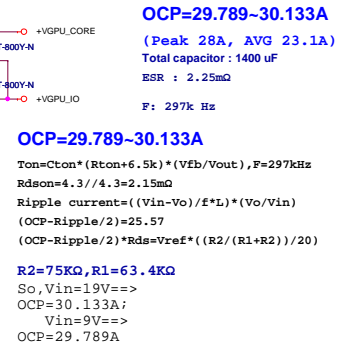 OCP=29.789~30.133A
+VGPU_CORE
(Peak 28A, AVG 23.1A)
T-800Y-N
Total capacitor : 1400 uF
ESR : 2.25mΩ
T-800Y-N
+VGPU_IO
F: 297k Hz
OCP=29.789~30.133A
Ton=Cton*(Rton+6.5k)*(Vfb/Vout),F=297kHz
Rdson=4.3//4.3=2.15mΩ
Ripple current=((Vin-Vo)/f*L)*(Vo/Vin)
(OCP-Ripple/2)=25.57
(OCP-Ripple/2)*Rds=Vref*((R2/(R1+R2))/20)
R2=75KΩ,R1=63.4KΩ
So,Vin=19V==>
OCP=30.133A;
Vin=9V==>
OCP=29.789A